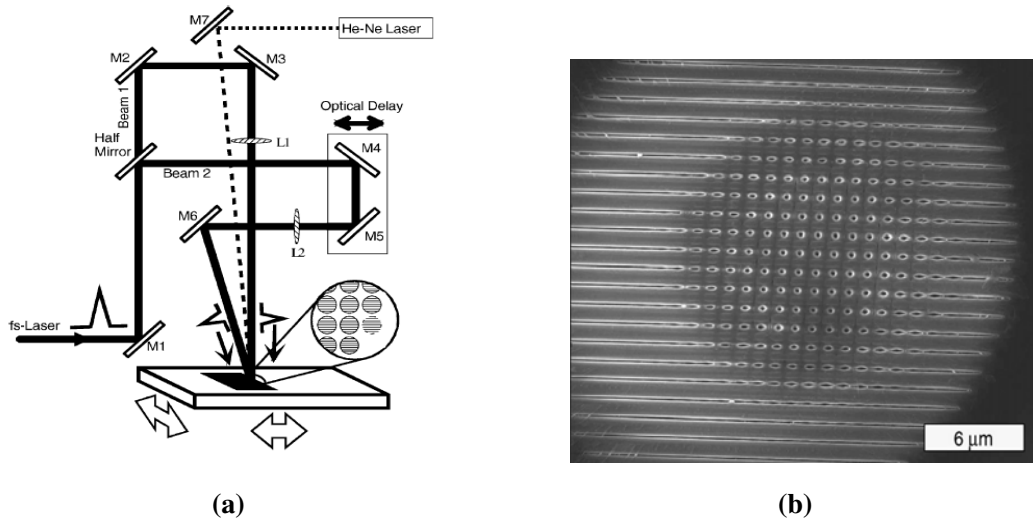 M7
He-Ne Laser
M2
M3
Beam 1
Optical Delay
Half
Mirror
L1
M4
Beam 2
M6
M5
L2
fs-Laser
M1
6 μm
(a)
(b)